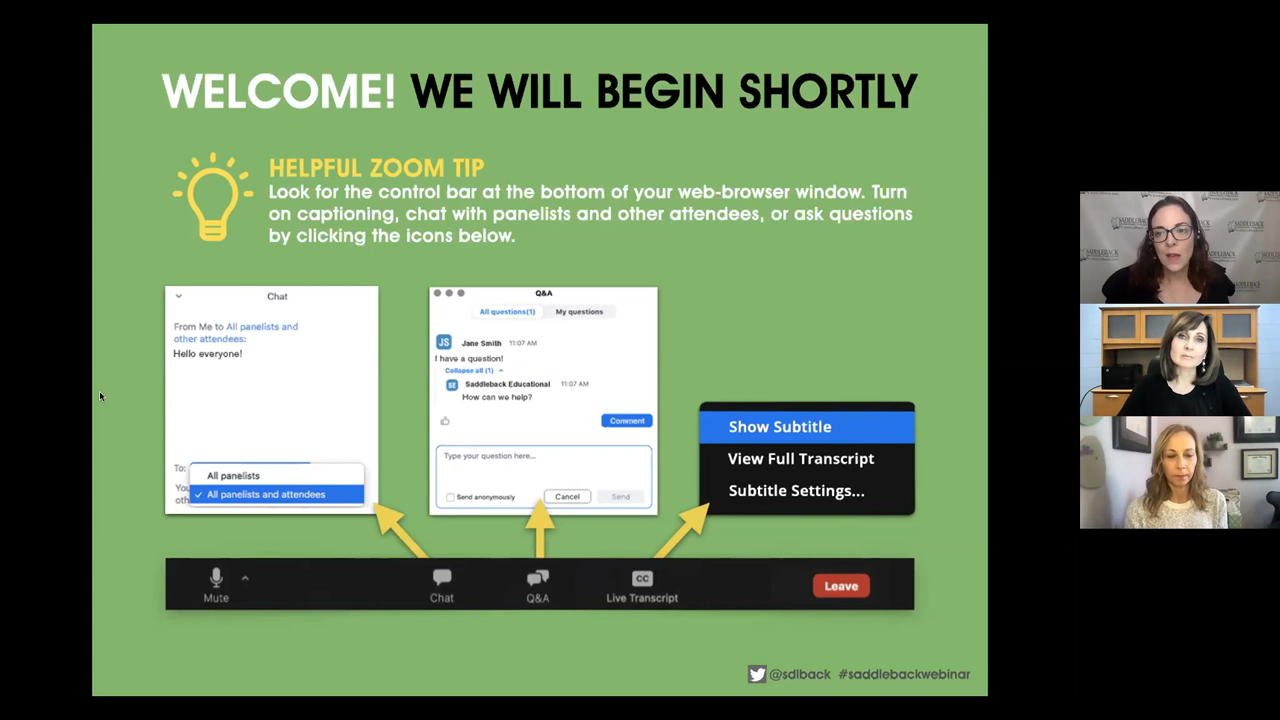 WELCOME! WE WILL BEGIN SHORTLY
HELPFUL ZOOM TIP
Look for the control bar at the bottom of your web-browser window. Turn
on captioning, chat with panelists and other attendees, or ask questions
by clicking the icons below.
Chat
From Me to All panelists and
other attendees:
Hello everyone!
To:
All panelists
You
✓ All panelists and attendees
oth
Q&A
All questions(1) My questions
JS Jane Smith 11:07 AM
I have a question!
Collapse all (1)
SE Saddleback Educational 11:07 AM
How can we help?
Comment
Type your question here...
Send anonymously Cancel Send
Show Subtitle
View Full Transcript
Subtitle Settings...
Mute
Chat
Q&A
CC
Live Transcript
Leave
@sdlback #saddlebackwebinar
SADDLEBACK